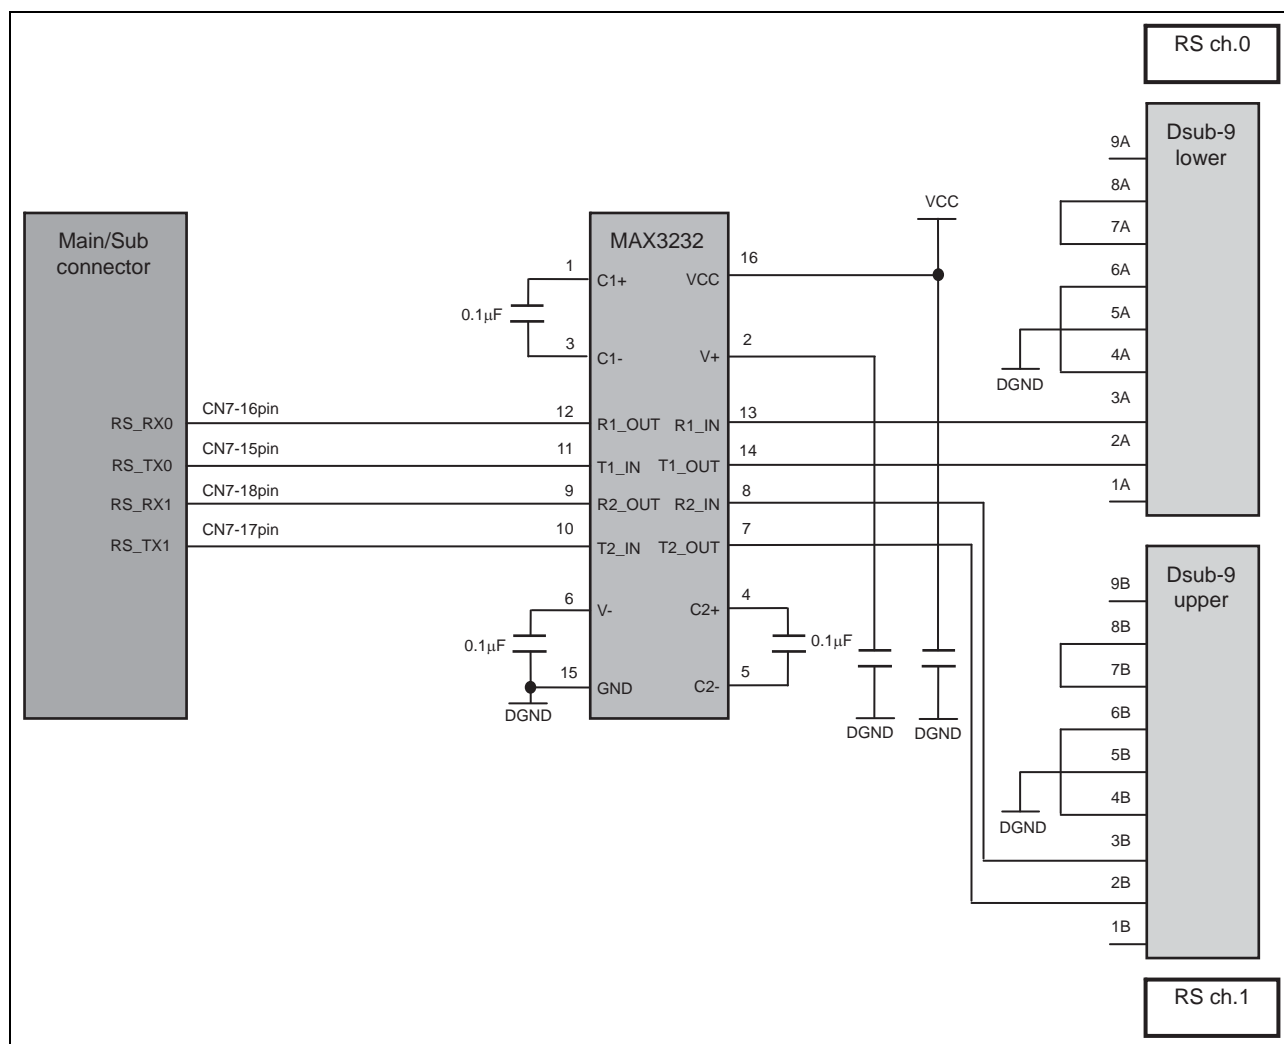 RS ch.0
Dsub-9
lower
9A
8A
7A
6A
5A
4A
3A
2A
1A
DGND
VCC
Main/Sub
connector
RS_RX0
RS_TX0
RS_RX1
RS_TX1
CN7-16pin
CN7-15pin
CN7-18pin
CN7-17pin
MAX3232
1
C1+
0.1μF
3
C1-
12
R1_OUT
11
T1_IN
9
R2_OUT
10
T2_IN
6
V-
0.1μF
15
GND
DGND
16
VCC
2
V+
13
R1_IN
14
T1_OUT
8
R2_IN
7
T2_OUT
4
C2+
0.1μF
5
C2-
DGND
DGND
Dsub-9
upper
9B
8B
7B
6B
5B
4B
3B
2B
1B
DGND
RS ch.1